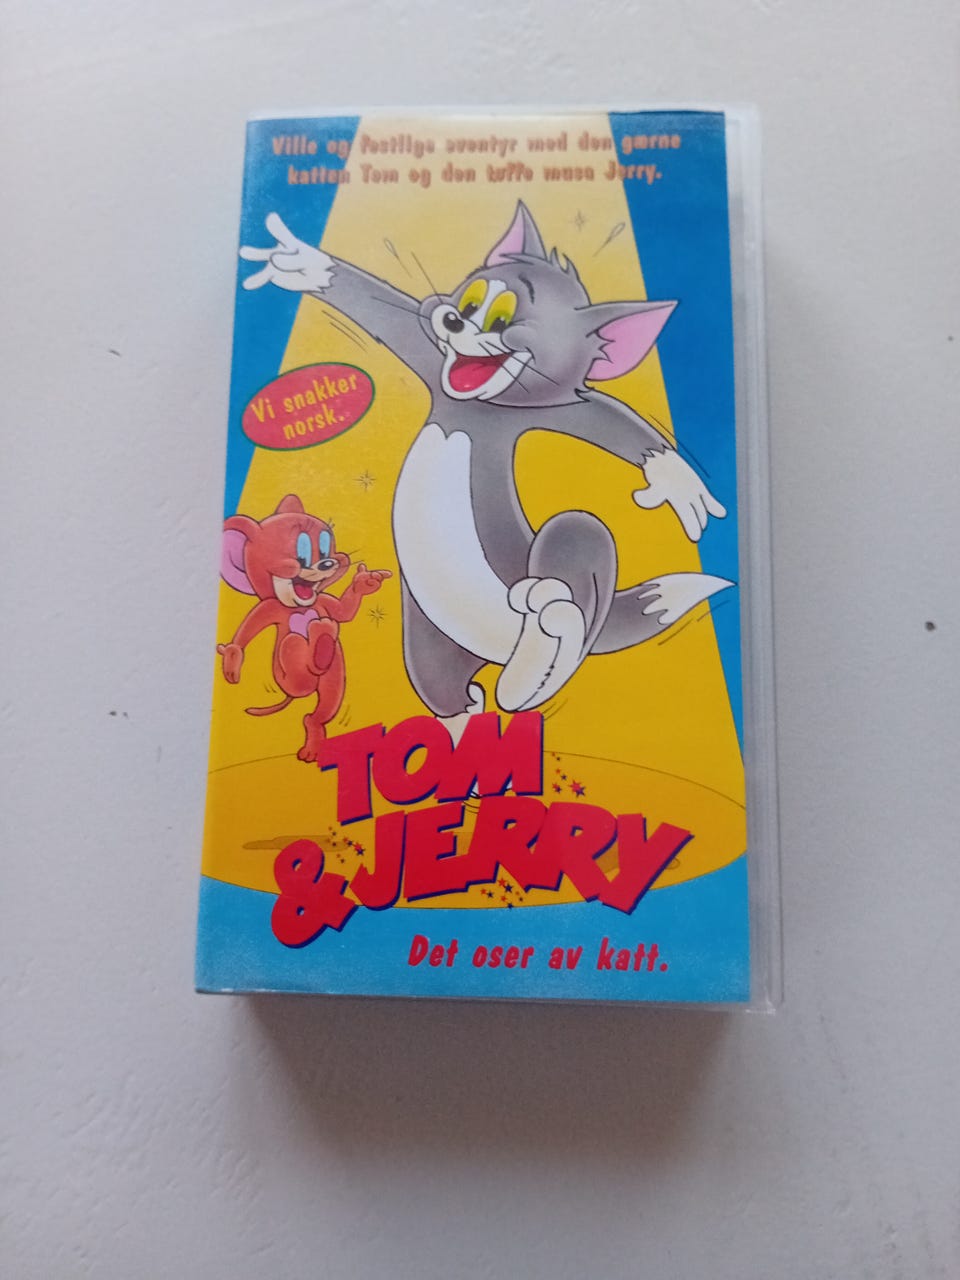 Ville og festlige eventyr med den gærne
katten Tom og den tøffe musa Jerry.
Vi snakker
norsk.
TOM
& JERRY
Det oser av katt.